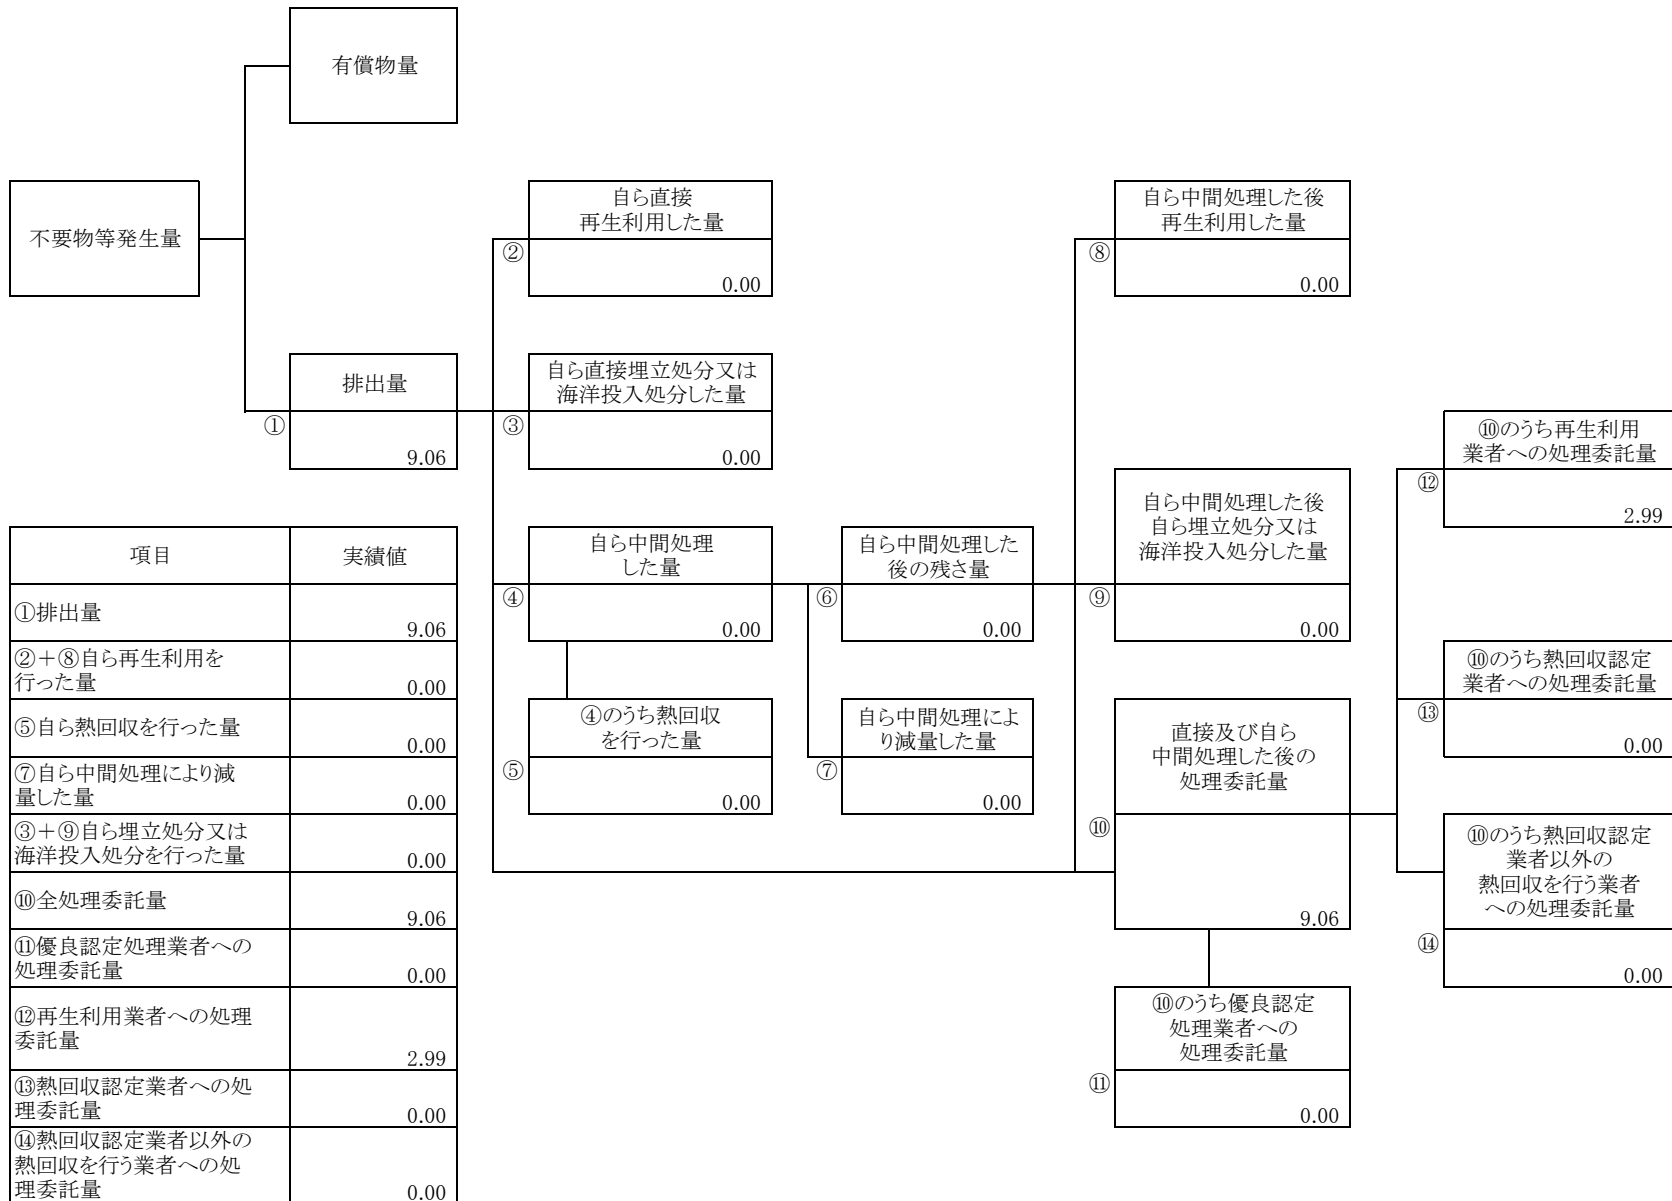 有償物量
不要物等発生量
自ら直接
再生利用した量
②
0.00
自ら中間処理した後
再生利用した量
⑧
0.00
排出量
①
9.06
自ら直接埋立処分又は
海洋投入処分した量
③
0.00
⑩のうち再生利用
業者への処理委託量
⑫
2.99
自ら中間処理
した量
④
0.00
自ら中間処理した
後の残さ量
⑥
0.00
自ら中間処理した後
自ら埋立処分又は
海洋投入処分した量
⑨
0.00
⑩のうち熱回収認定
業者への処理委託量
⑬
0.00
④のうち熱回収
を行った量
⑤
0.00
自ら中間処理によ
り減量した量
⑦
0.00
直接及び自ら
中間処理した後の
処理委託量
⑩
9.06
⑩のうち熱回収認定
業者以外の
熱回収を行う業者
への処理委託量
⑭
0.00
⑩のうち優良認定
処理業者への
処理委託量
⑪
0.00
項目 実績値
①排出量
9.06
②＋⑧自ら再生利用を
行った量
0.00
⑤自ら熱回収を行った量
0.00
⑦自ら中間処理により減
量した量
0.00
③＋⑨自ら埋立処分又は
海洋投入処分を行った量
0.00
⑩全処理委託量
9.06
⑪優良認定処理業者への
処理委託量
0.00
⑫再生利用業者への処理
委託量
2.99
⑬熱回収認定業者への処
理委託量
0.00
⑭熱回収認定業者以外の
熱回収を行う業者への処
理委託量
0.00